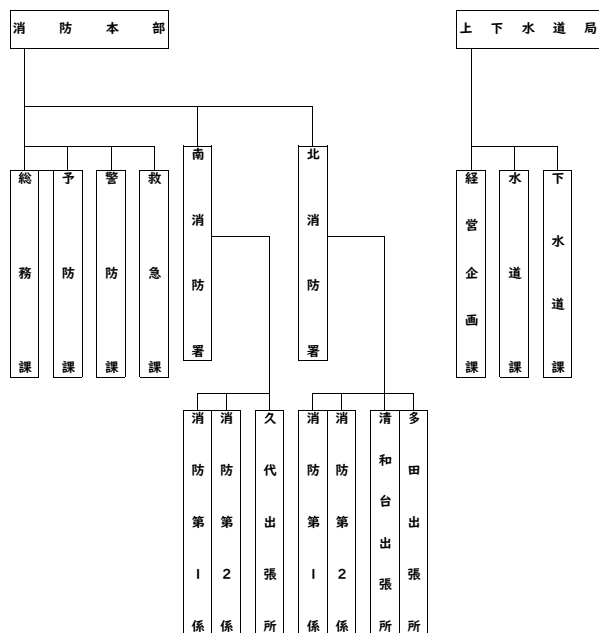 消防本部
上下水道局
総務課
予防課
警防課
救急課
南消防署
北消防署
経営企画課
水道課
下水道課
消防第1係
消防第2係
久代出張所
消防第1係
消防第2係
清和台出張所
多田出張所